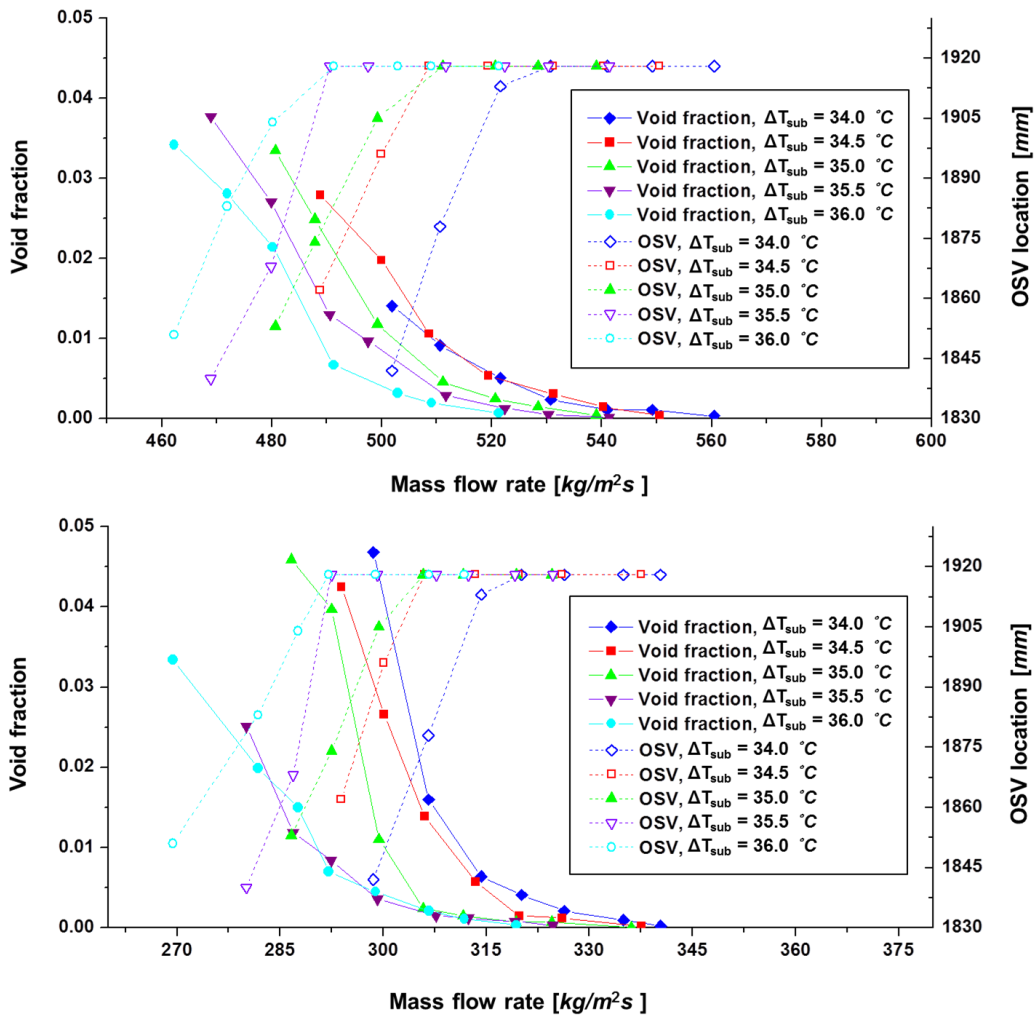 0.05
0.04
0.03
0.02
0.01
0.00
Void fraction
1920
1905
1890
1875
1860
1845
1830
OSV location [mm]
Void fraction, ΔTsub = 34.0 °C
Void fraction, ΔTsub = 34.5 °C
Void fraction, ΔTsub = 35.0 °C
Void fraction, ΔTsub = 35.5 °C
Void fraction, ΔTsub = 36.0 °C
OSV, ΔTsub = 34.0 °C
OSV, ΔTsub = 34.5 °C
OSV, ΔTsub = 35.0 °C
OSV, ΔTsub = 35.5 °C
OSV, ΔTsub = 36.0 °C
460 480 500 520 540 560 580 600
Mass flow rate [kg/m²s ]
0.05
0.04
0.03
0.02
0.01
0.00
Void fraction
1920
1905
1890
1875
1860
1845
1830
OSV location [mm]
Void fraction, ΔTsub = 34.0 °C
Void fraction, ΔTsub = 34.5 °C
Void fraction, ΔTsub = 35.0 °C
Void fraction, ΔTsub = 35.5 °C
Void fraction, ΔTsub = 36.0 °C
OSV, ΔTsub = 34.0 °C
OSV, ΔTsub = 34.5 °C
OSV, ΔTsub = 35.0 °C
OSV, ΔTsub = 35.5 °C
OSV, ΔTsub = 36.0 °C
270 285 300 315 330 345 360 375
Mass flow rate [kg/m²s ]